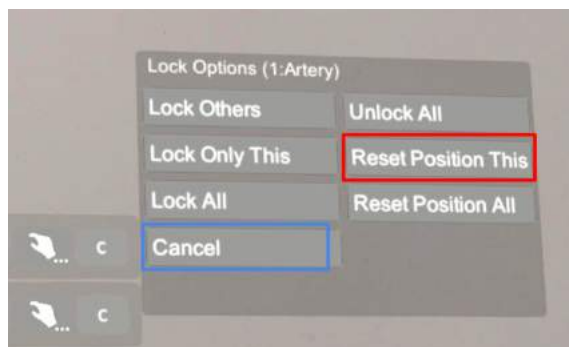 Lock Options (1:Artery)
Lock Others
Unlock All
Lock Only This
Reset Position This
Lock All
Reset Position All
Cancel
... C
... C